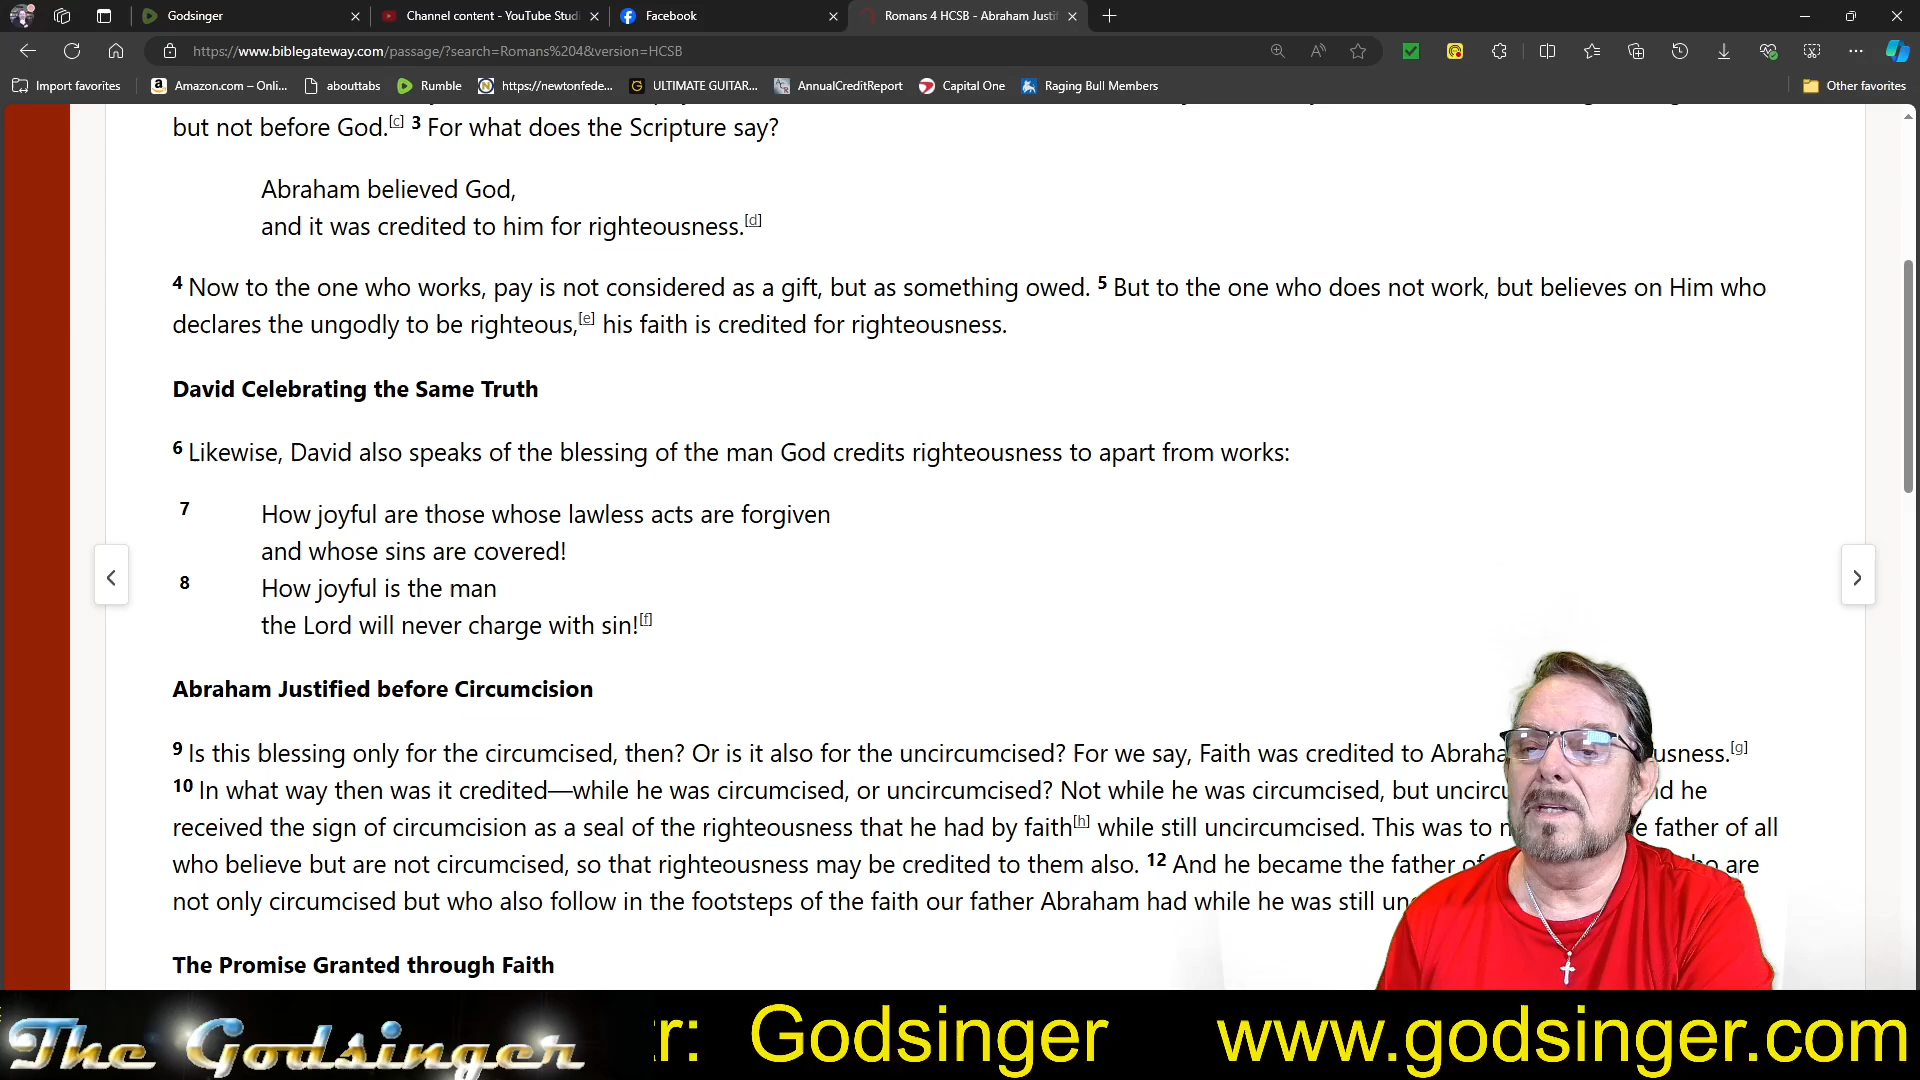 Godsinger
Channel content - YouTube Studi
Facebook
Romans 4 HCSB - Abraham Justif
https://www.biblegateway.com/passage/?search=Romans%204&version=HCSB
Import favorites
Amazon.com – Onli...
abouttabs
Rumble
https://newtonfede...
ULTIMATE GUITAR...
AnnualCreditReport
Capital One
Raging Bull Members
Other favorites
but not before God.[c] 3 For what does the Scripture say?
Abraham believed God,
and it was credited to him for righteousness.[d]
4 Now to the one who works, pay is not considered as a gift, but as something owed. 5 But to the one who does not work, but believes on Him who
declares the ungodly to be righteous,[e] his faith is credited for righteousness.
David Celebrating the Same Truth
6 Likewise, David also speaks of the blessing of the man God credits righteousness to apart from works:
7 How joyful are those whose lawless acts are forgiven
and whose sins are covered!
8 How joyful is the man
the Lord will never charge with sin![f]
Abraham Justified before Circumcision
9 Is this blessing only for the circumcised, then? Or is it also for the uncircumcised? For we say, Faith was credited to Abraha usness.[g]
10 In what way then was it credited—while he was circumcised, or uncircumcised? Not while he was circumcised, but uncircu d he
received the sign of circumcision as a seal of the righteousness that he had by faith[h] while still uncircumcised. This was to e father of all
who believe but are not circumcised, so that righteousness may be credited to them also. 12 And he became the father of ho are
not only circumcised but who also follow in the footsteps of the faith our father Abraham had while he was still unc
The Promise Granted through Faith
The Godsinger
r: Godsinger www.godsinger.com